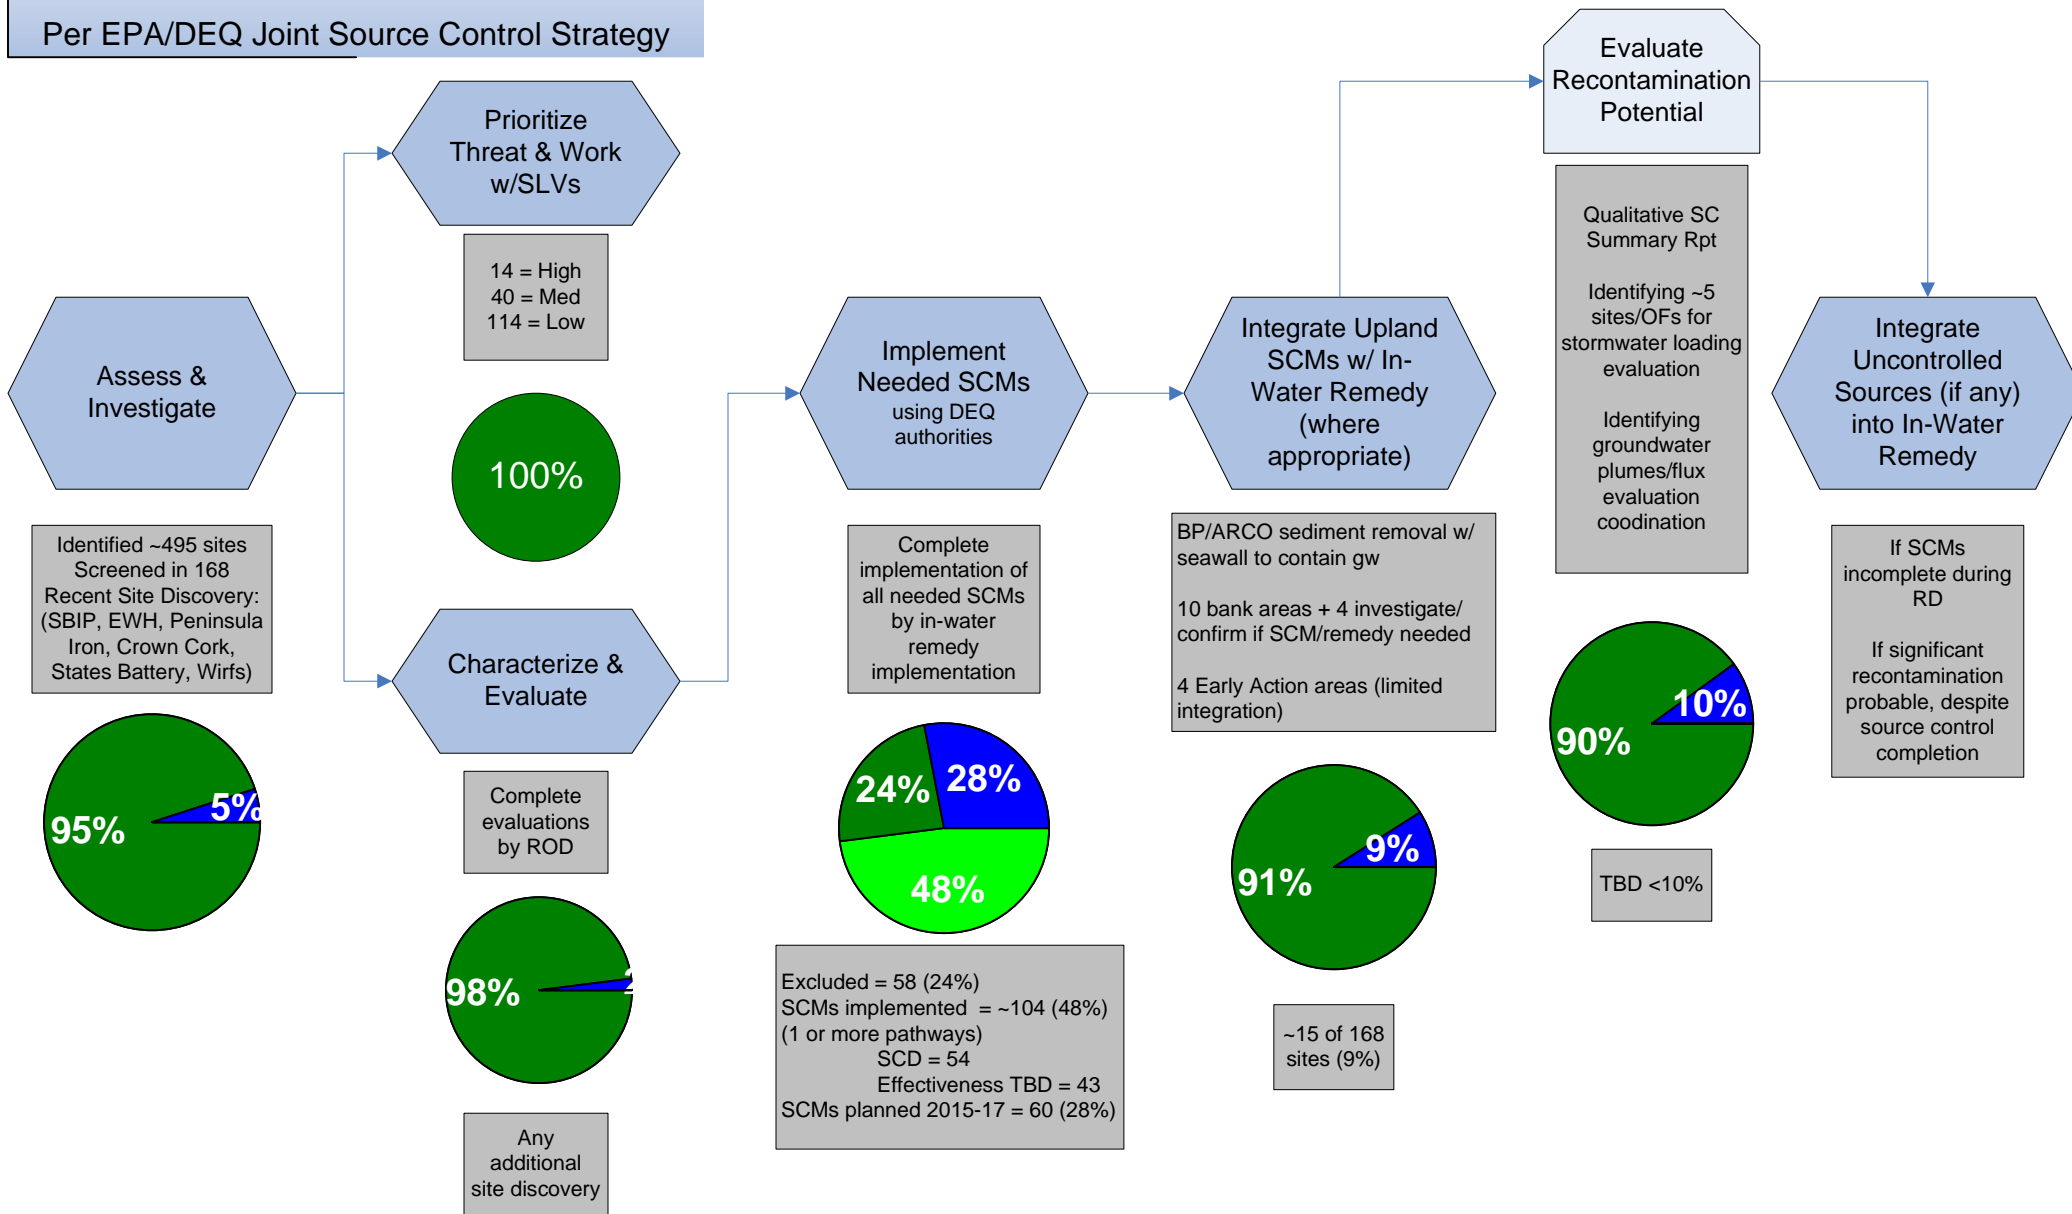 Per EPA/DEQ Joint Source Control Strategy
Assess &
Investigate
Identified ~495 sites
Screened in 168
Recent Site Discovery:
(SBIP, EWH, Peninsula
Iron, Crown Cork,
States Battery, Wirfs)
95%
5%
Prioritize
Threat & Work
w/SLVs
14 = High
40 = Med
114 = Low
100%
Characterize &
Evaluate
Complete
evaluations
by ROD
98%
Any
additional
site discovery
Implement
Needed SCMs
using DEQ
authorities
Complete
implementation of
all needed SCMs
by in-water
remedy
implementation
24%
28%
48%
Excluded = 58 (24%)
SCMs implemented = ~104 (48%)
(1 or more pathways)
SCD = 54
Effectiveness TBD = 43
SCMs planned 2015-17 = 60 (28%)
Integrate Upland
SCMs w/ In-
Water Remedy
(where
appropriate)
BP/ARCO sediment removal w/
seawall to contain gw
10 bank areas + 4 investigate/
confirm if SCM/remedy needed
4 Early Action areas (limited
integration)
91%
9%
~15 of 168
sites (9%)
Evaluate
Recontamination
Potential
Qualitative SC
Summary Rpt
Identifying ~5
sites/OFs for
stormwater loading
evaluation
Identifying
groundwater
plumes/flux
evaluation
coodination
90%
10%
TBD <10%
Integrate
Uncontrolled
Sources (if any)
into In-Water
Remedy
If SCMs
incomplete during
RD
If significant
recontamination
probable, despite
source control
completion